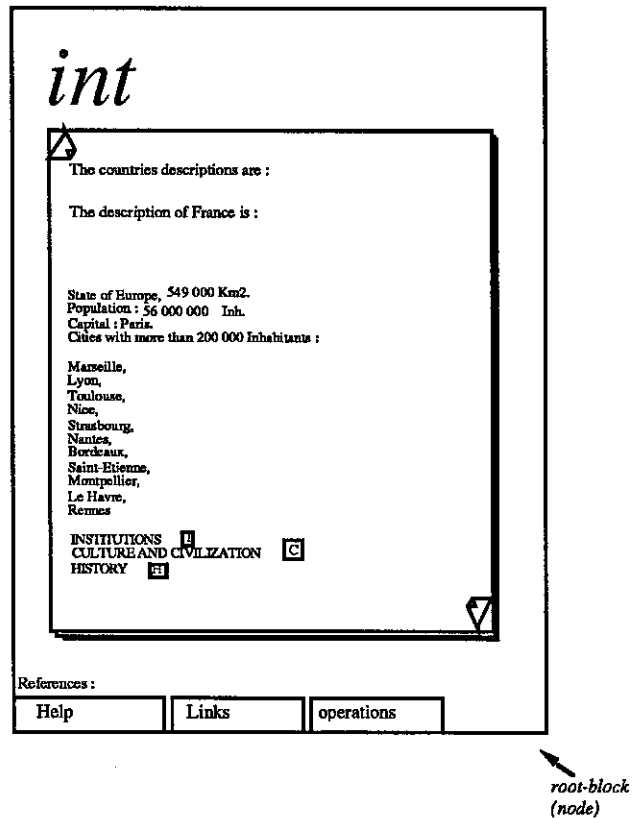 int
The countries descriptions are :
The description of France is :
State of Europe, 549 000 Km2.
Population : 56 000 000 Inh.
Capital : Paris.
Cities with more than 200 000 Inhabitants :
Marseille,
Lyon,
Toulouse,
Nice,
Strasbourg,
Nantes,
Bordeaux,
Saint-Etienne,
Montpellier,
Le Havre,
Rennes
INSTITUTIONS I
CULTURE AND CIVILIZATION C
HISTORY H
References :
Help Links operations
root-block
(node)